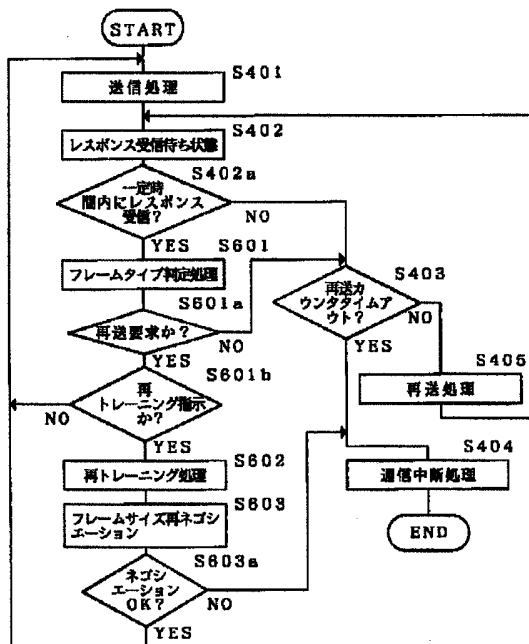 START
S401
送信処理
S402
レスポンス受信待ち状態
S402a
一定時
間内にレスポンス
受信?
NO
YES
S601
フレームタイプ判定処理
S601a
再送要求か?
NO
YES
S601b
再
トレーニング指示
か?
NO
YES
S602
再トレーニング処理
S603
フレームサイズ再ネゴシ
エーション
S603a
ネゴシ
エーション
OK?
NO
YES
S403
再送カ
ウンタタイムア
ウト?
NO
YES
S405
再送処理
S404
通信中断処理
END